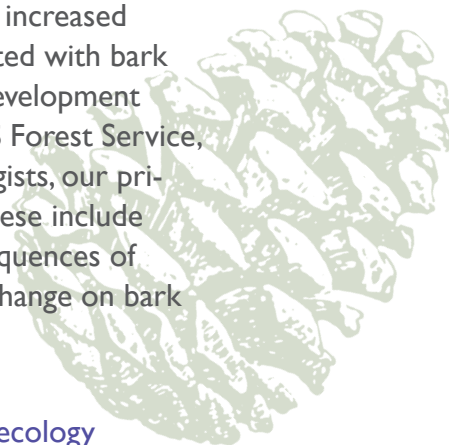 increased
ted with bark
evelopment
Forest Service,
gists, our pri-
ese include
quences of
hange on bark
ecology